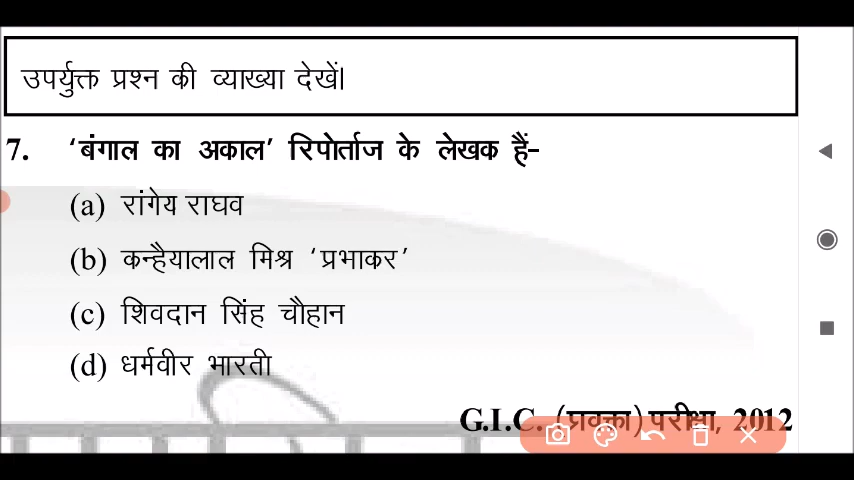 उपर्युक्त प्रश्न की व्याख्या देखें।
7. ‘बंगाल का अकाल’ रिपोर्ताज के लेखक हैं–
(a) रांगेय राघव
(b) कन्हैयालाल मिश्र ‘प्रभाकर’
(c) शिवदान सिंह चौहान
(d) धर्मवीर भारती
G.I.C. (प्रवक्ता) परीक्षा, 2012